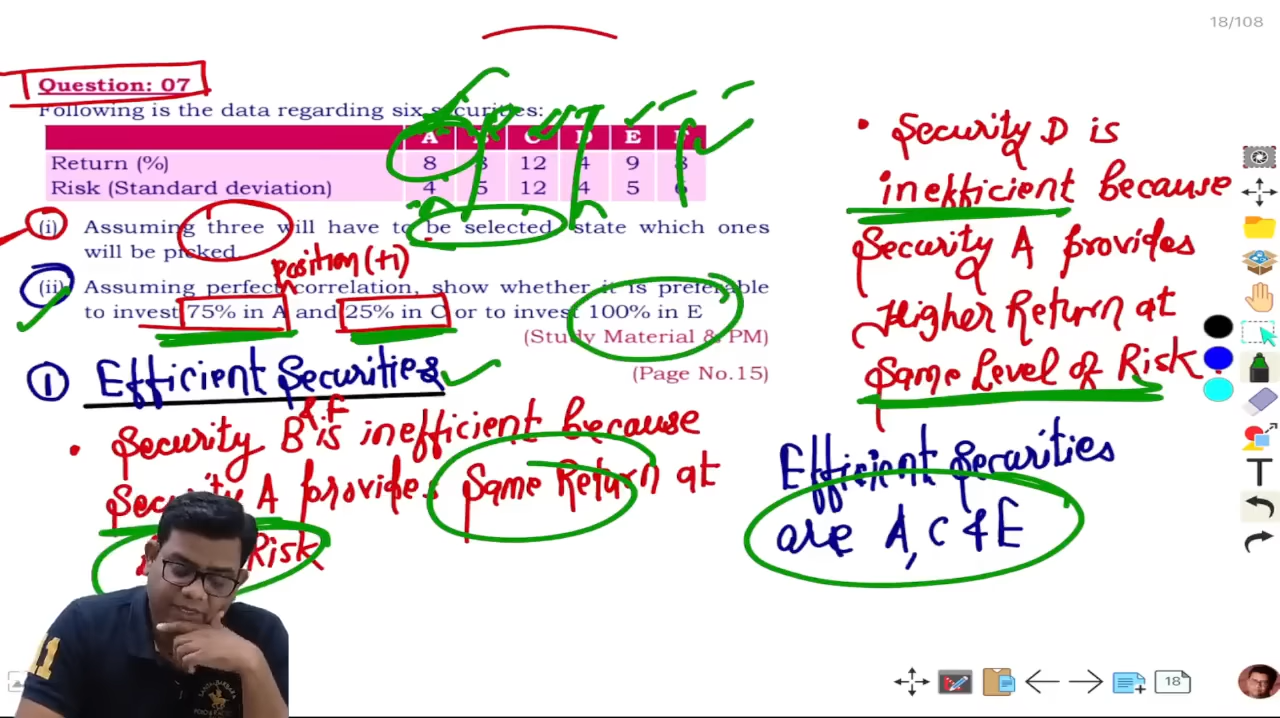 18/108
Question: 07
Following is the data regarding six securities:
A B C D E F
Return (%) 8 8 12 4 9 8
Risk (Standard deviation) 4 5 12 4 5 6
(i) Assuming three will have to be selected, state which ones
will be picked.
position (+1)
(ii) Assuming perfect correlation, show whether it is preferable
to invest 75% in A and 25% in C or to invest 100% in E
(Study Material & PM)
(Page No.15)
① Efficient Securities
& F
• Security B is inefficient because
Security A provides Same Return at
Risk
• Security D is
inefficient because
Security A provides
Higher Return at
Same Level of Risk.
Efficient Securities
are A, C & E
11
18